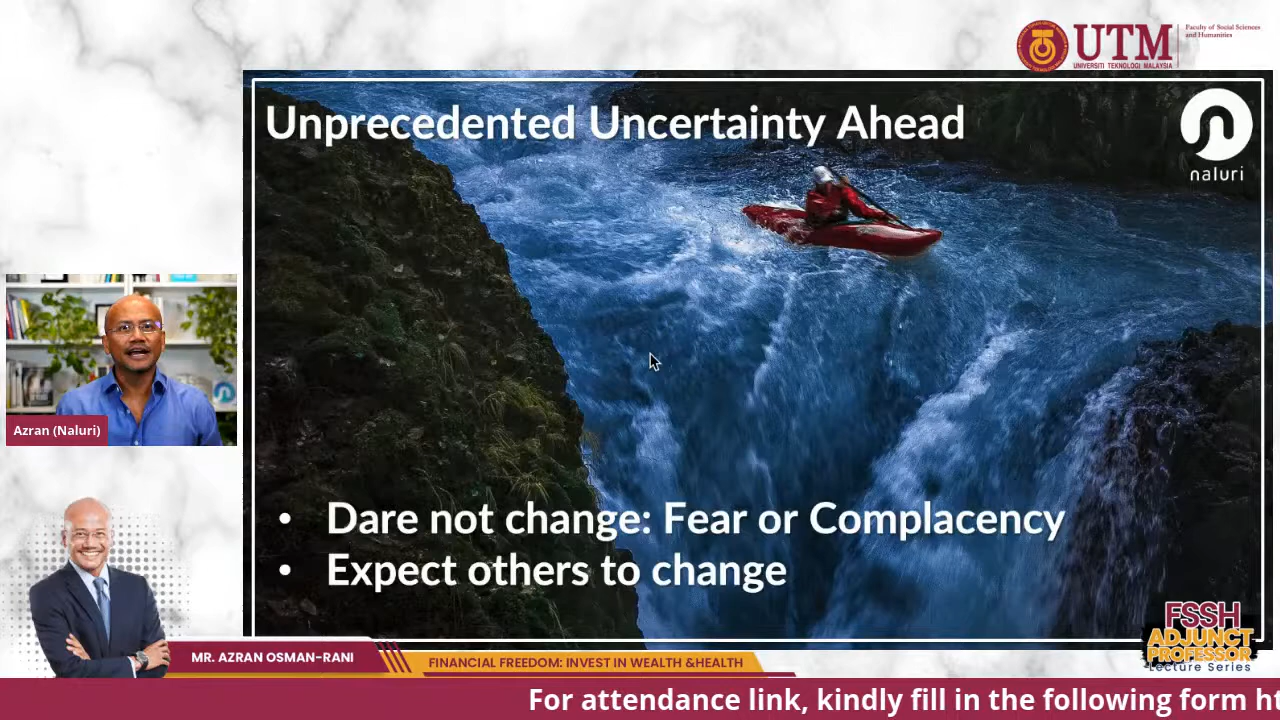 UTM
UNIVERSITI TEKNOLOGI MALAYSIA
Faculty of Social Sciences
and Humanities
Unprecedented Uncertainty Ahead
naluri
Azran (Naluri)
• Dare not change: Fear or Complacency
• Expect others to change
MR. AZRAN OSMAN-RANI
FINANCIAL FREEDOM: INVEST IN WEALTH &HEALTH
FSSH
ADJUNCT
PROFESSOR
Lecture Series
For attendance link, kindly fill in the following form ht